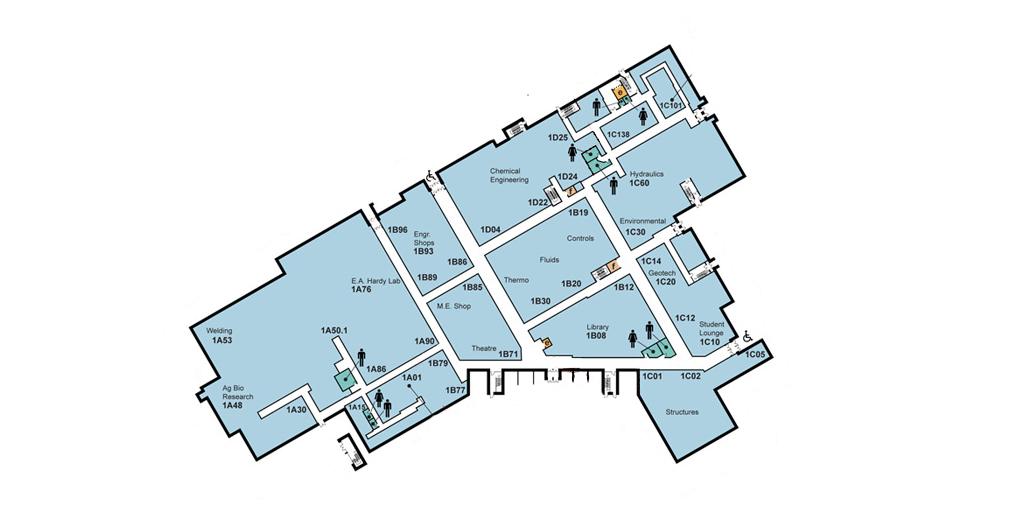 1C101
1D25
1C138
Chemical
Engineering
1D24
Hydraulics
1C60
1D22
1B19
Environmental
1C30
1B96
Engr.
Shops
1B93
1D04
Controls
1B86
1B89
Fluids
1C14
Geotech
1C20
E.A. Hardy Lab
1A76
1B85
Thermo
1B20
1B12
1B30
M.E. Shop
1C12
Student
Lounge
1C10
Welding
1A53
1A50.1
Library
1B08
1A90
Theatre
1B71
1C05
1A86
1B79
1A01
1B77
1C01
1C02
Ag Bio
Research
1A48
1A30
1A15
Structures